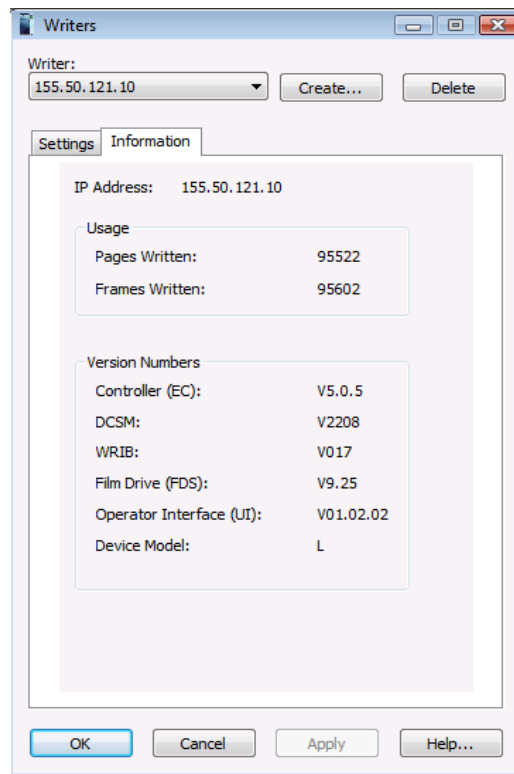 Writers
Writer:
155.50.121.10 Create... Delete
Settings Information
IP Address: 155.50.121.10
Usage
Pages Written: 95522
Frames Written: 95602
Version Numbers
Controller (EC): V5.0.5
DCSM: V2208
WRIB: V017
Film Drive (FDS): V9.25
Operator Interface (UI): V01.02.02
Device Model: L
OK Cancel Apply Help...